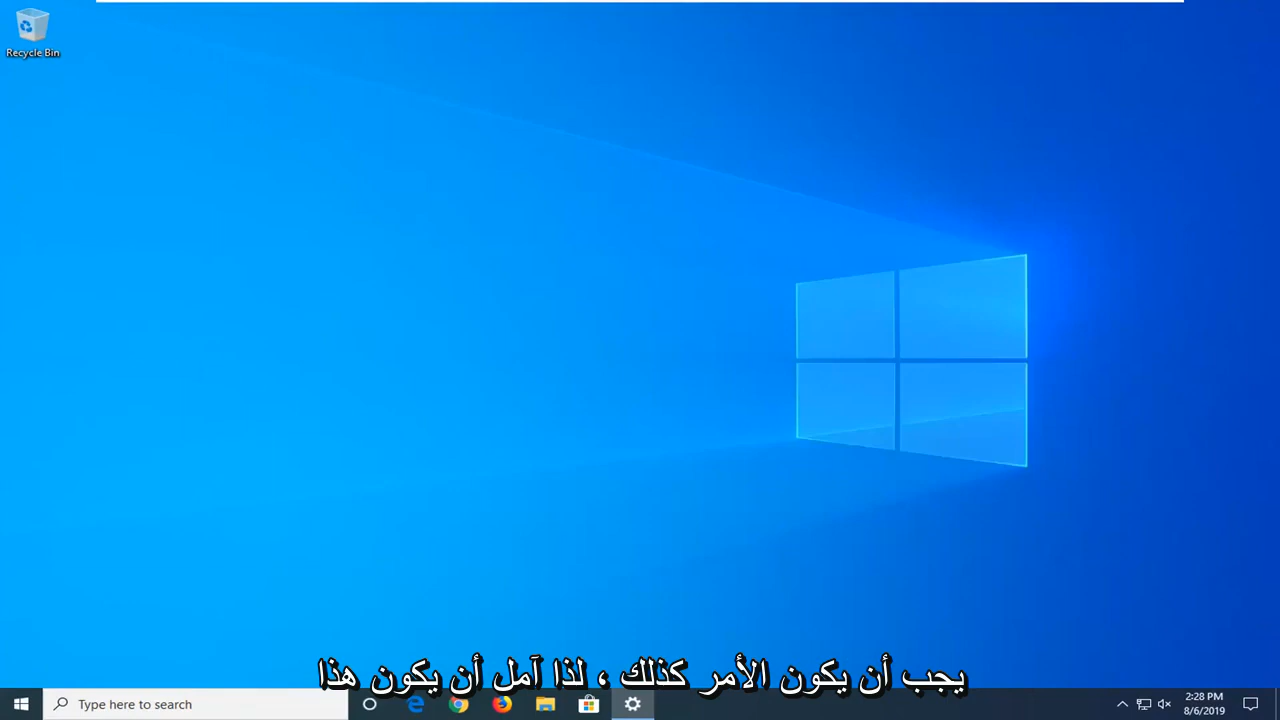 Recycle Bin
يجب أن يكون الأمر كذلك ، لذا آمل أن يكون هذا
Type here to search
2:28 PM
8/6/2019